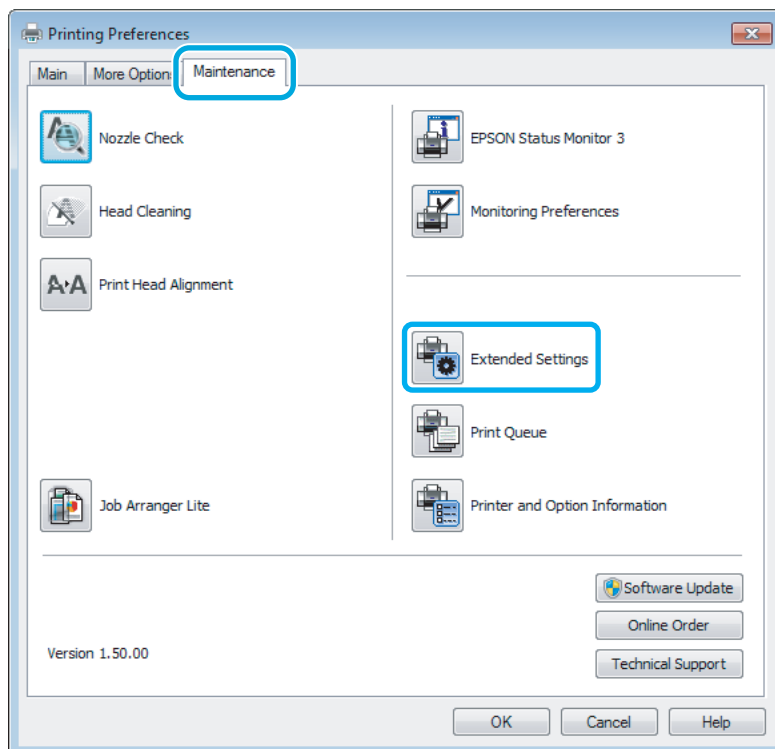 Printing Preferences
Main
More Option
Maintenance
Nozzle Check
Head Cleaning
A A
Print Head Alignment
Job Arranger Lite
EPSON Status Monitor 3
Monitoring Preferences
Extended Settings
Print Queue
Printer and Option Information
Software Update
Online Order
Technical Support
Version 1.50.00
OK
Cancel
Help